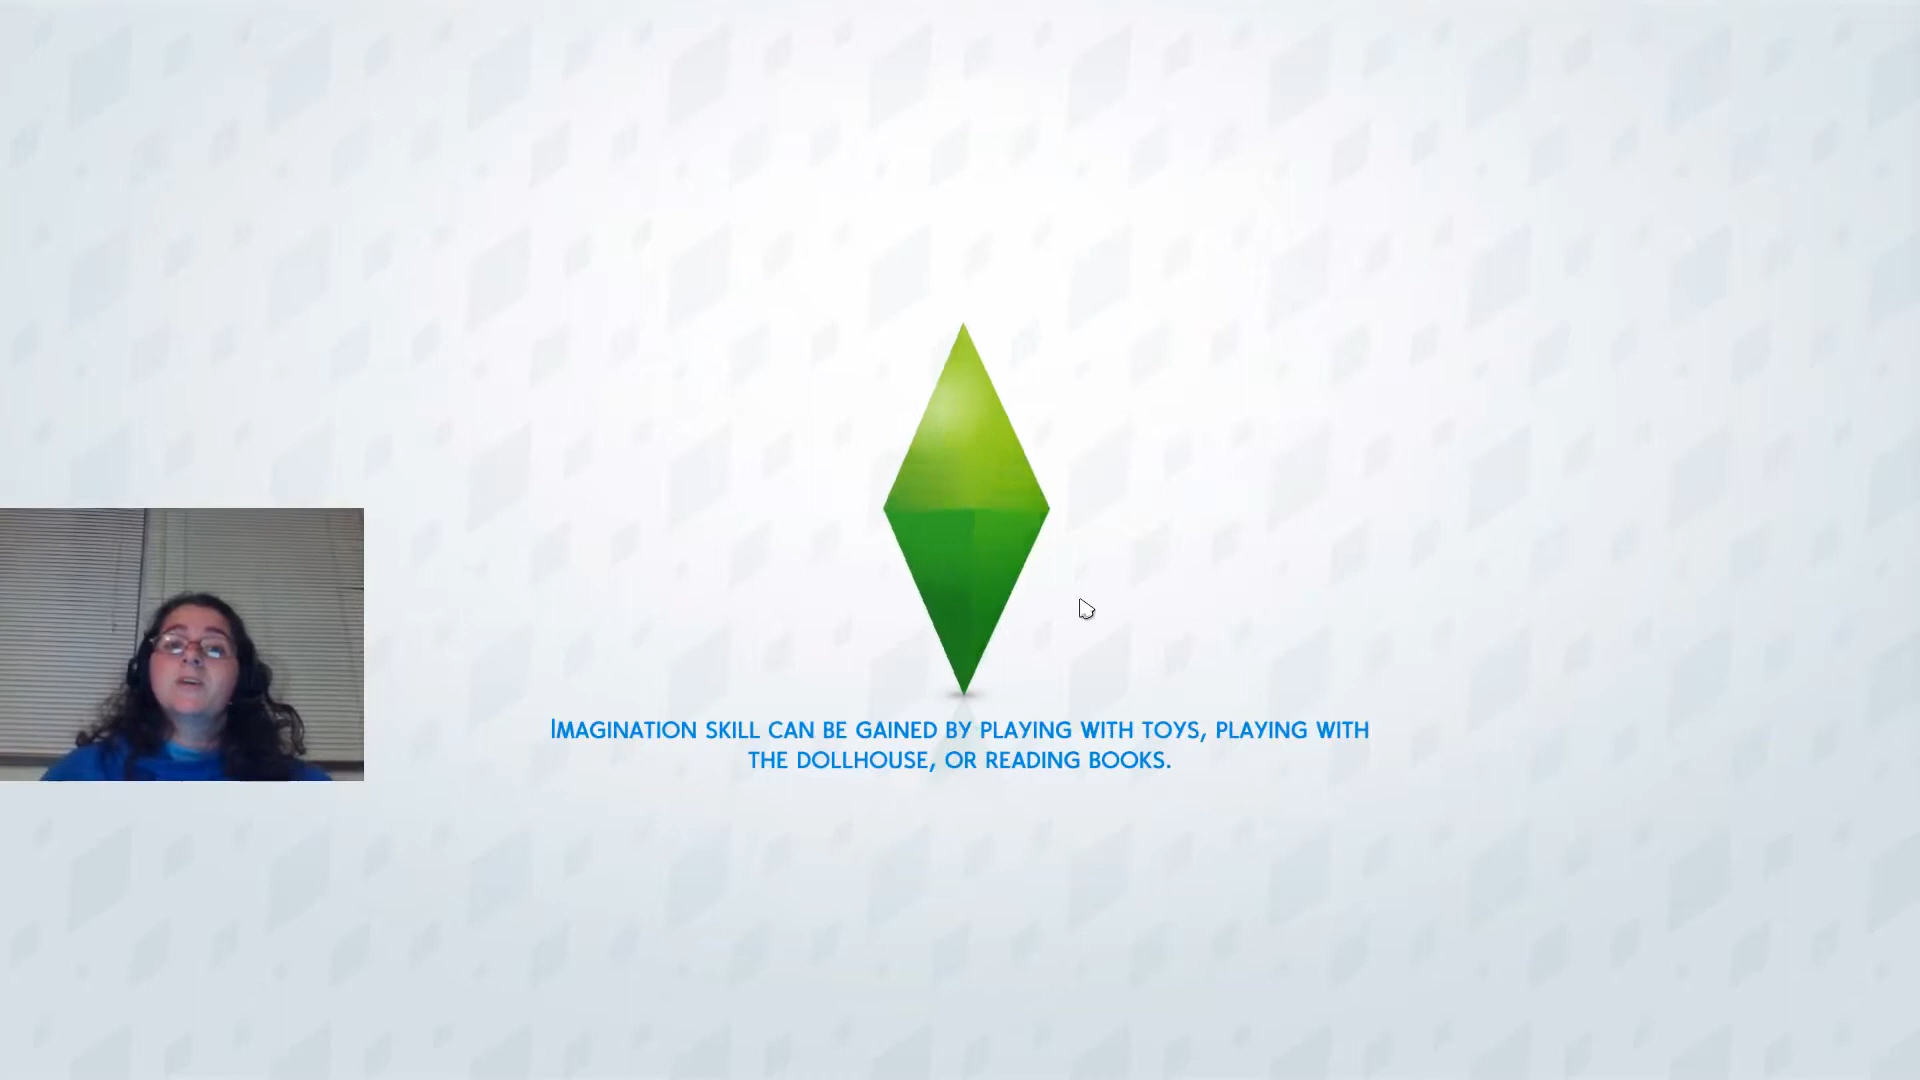 Imagination skill can be gained by playing with toys, playing with
the dollhouse, or reading books.